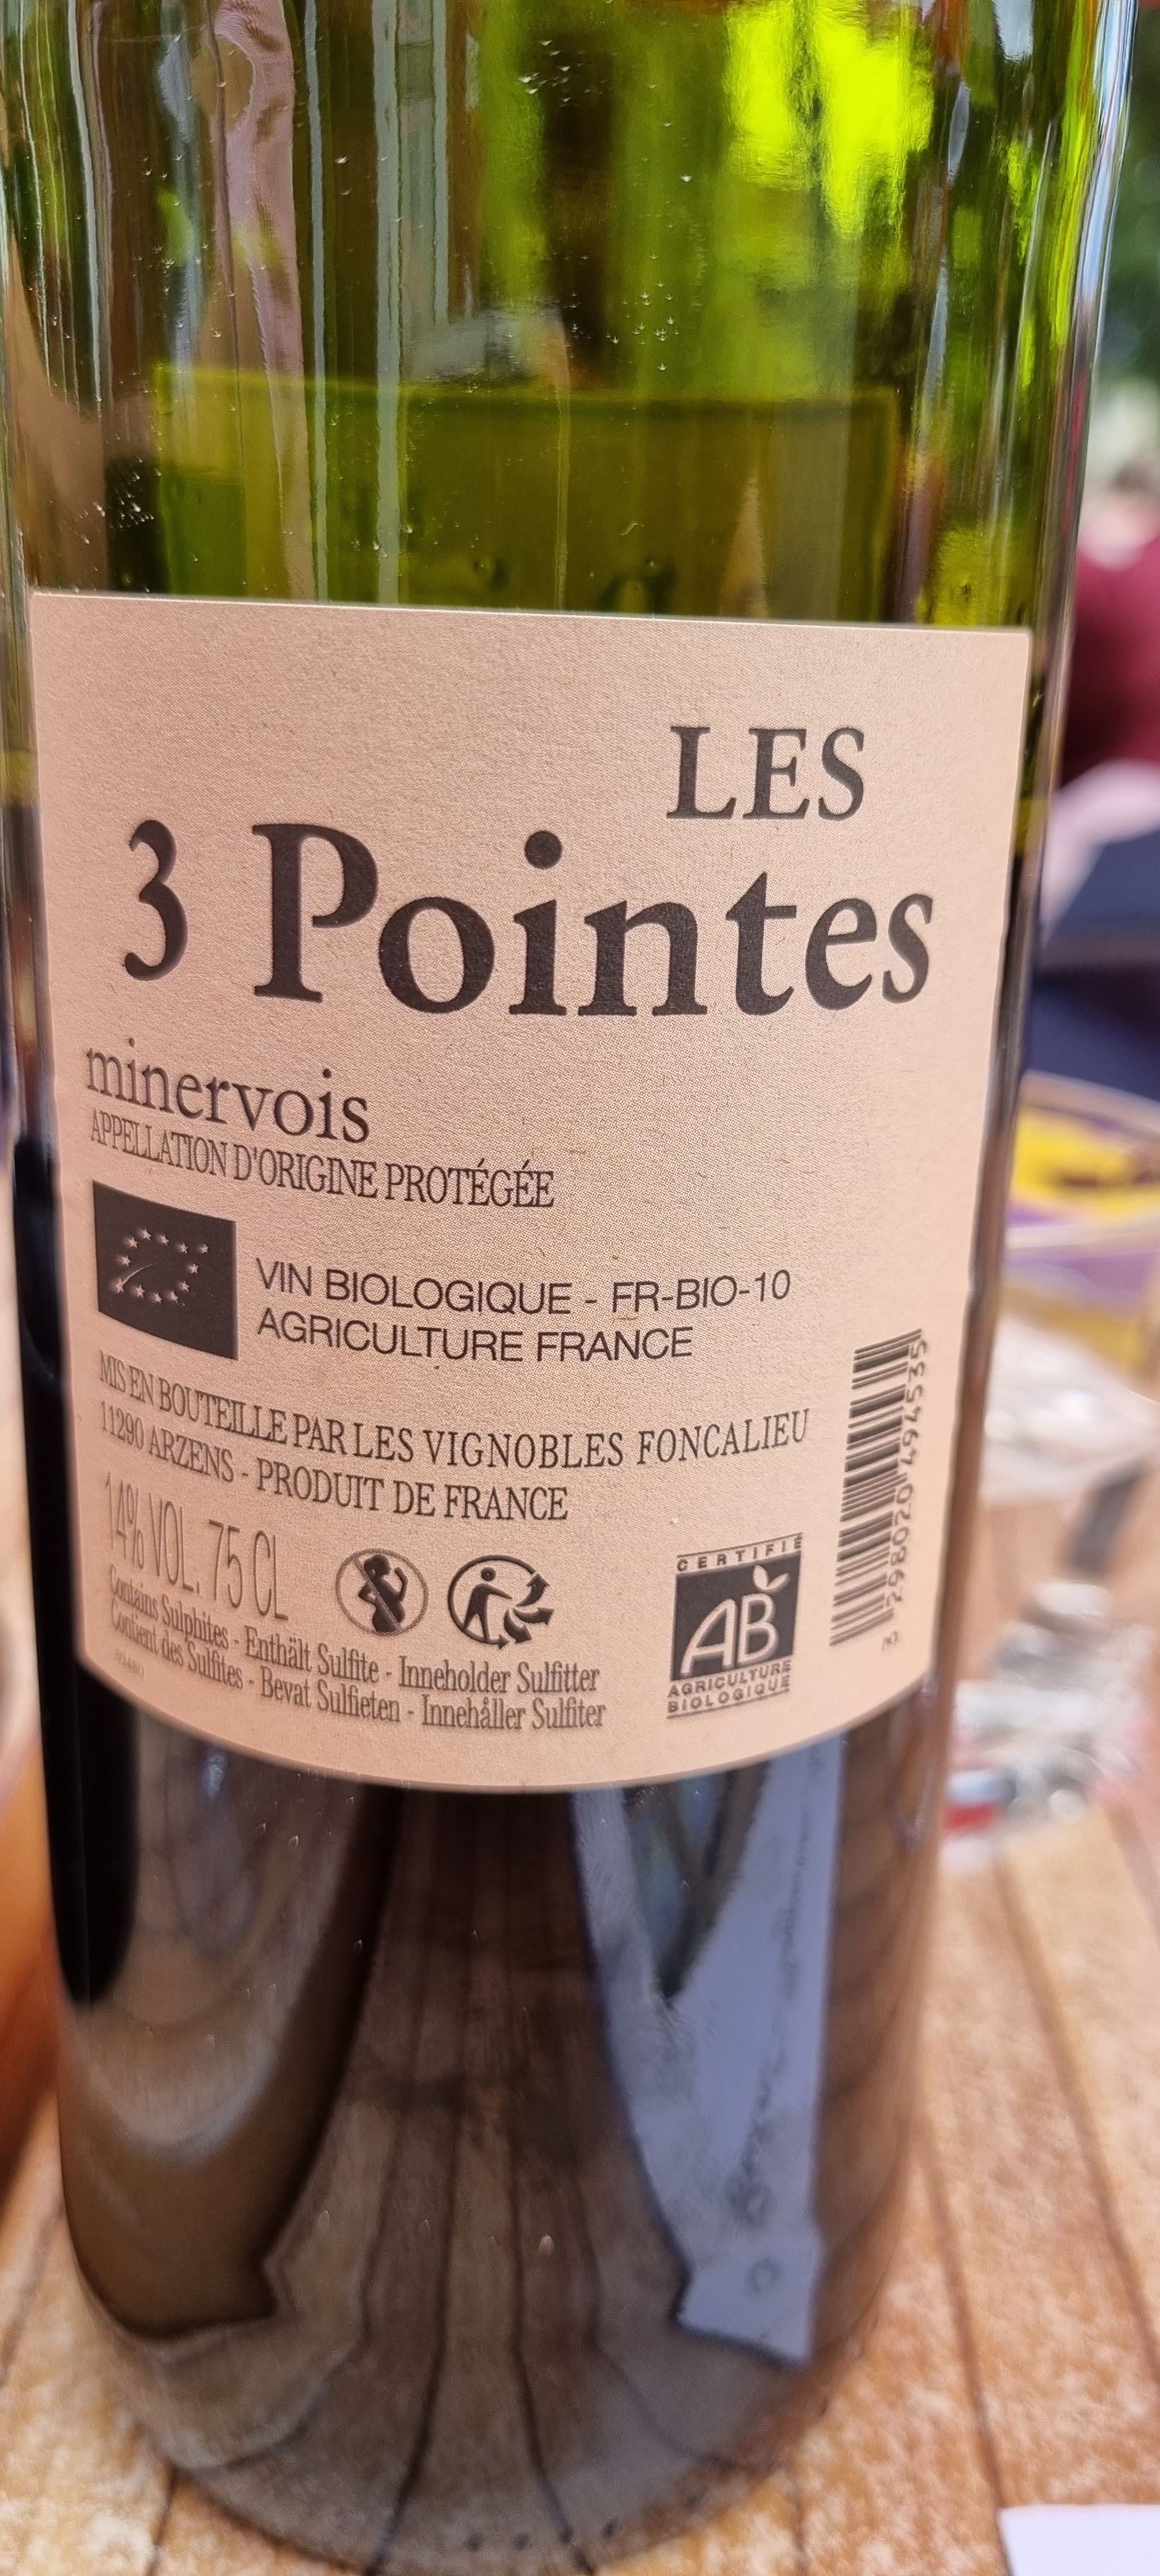 LES
3 Pointes
minervois
APPELLATION D'ORIGINE PROTÉGÉE
VIN BIOLOGIQUE - FR-BIO-10
AGRICULTURE FRANCE
MIS EN BOUTEILLE PAR LES VIGNOBLES FONCALIEU
11290 ARZENS - PRODUIT DE FRANCE
14% VOL. 75 CL
Contains Sulphites - Enthält Sulfite - Inneholder Sulfitter
Contient des Sulfites - Bevat Sulfieten - Innehåller Sulfiter
CERTIFIÉ
AB
AGRICULTURE
BIOLOGIQUE